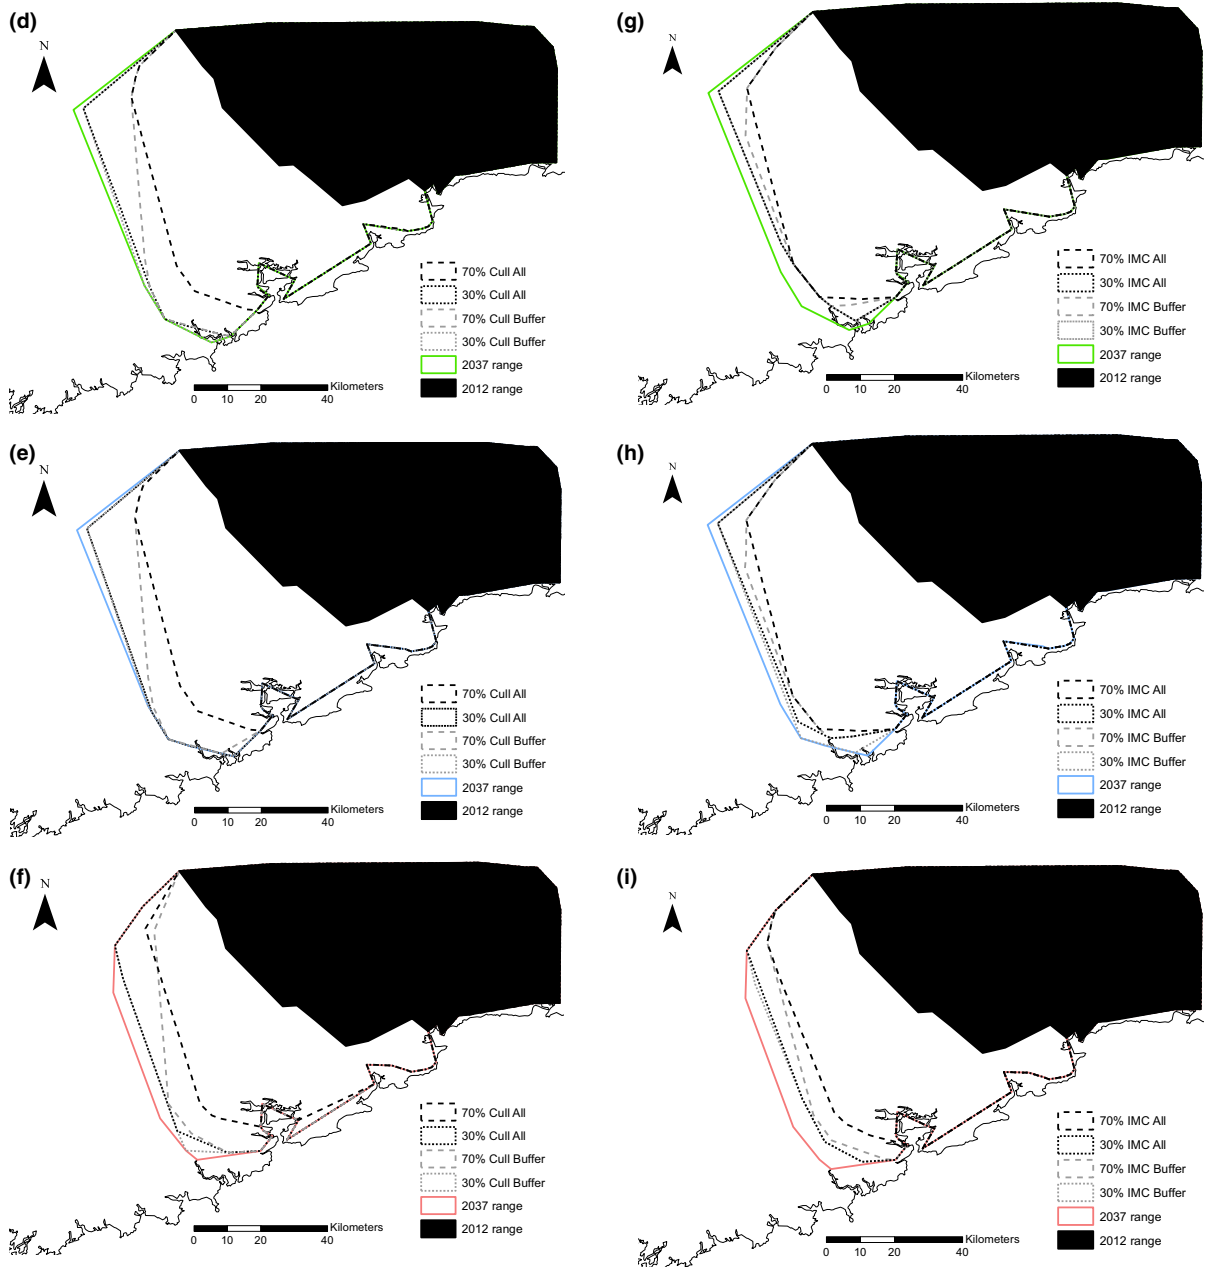 (d)
N
70% Cull All
30% Cull All
70% Cull Buffer
30% Cull Buffer
2037 range
2012 range
Kilometers
0 10 20 40
(g)
N
70% IMC All
30% IMC All
70% IMC Buffer
30% IMC Buffer
2037 range
2012 range
Kilometers
0 10 20 40
(e)
N
70% Cull All
30% Cull All
70% Cull Buffer
30% Cull Buffer
2037 range
2012 range
Kilometers
0 10 20 40
(h)
N
70% IMC All
30% IMC All
70% IMC Buffer
30% IMC Buffer
2037 range
2012 range
Kilometers
0 10 20 40
(f)
N
70% Cull All
30% Cull All
70% Cull Buffer
30% Cull Buffer
2037 range
2012 range
Kilometers
0 10 20 40
(i)
N
70% IMC All
30% IMC All
70% IMC Buffer
30% IMC Buffer
2037 range
2012 range
Kilometers
0 10 20 40